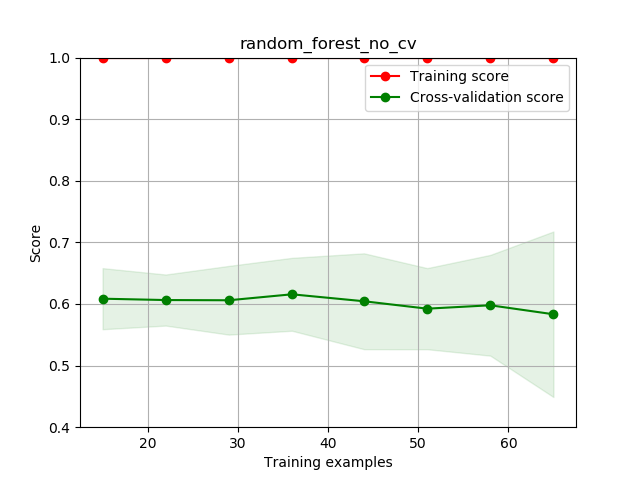 random_forest_no_cv
1.0
0.9
0.8
0.7
0.6
0.5
0.4
Score
Training score
Cross-validation score
20 30 40 50 60
Training examples